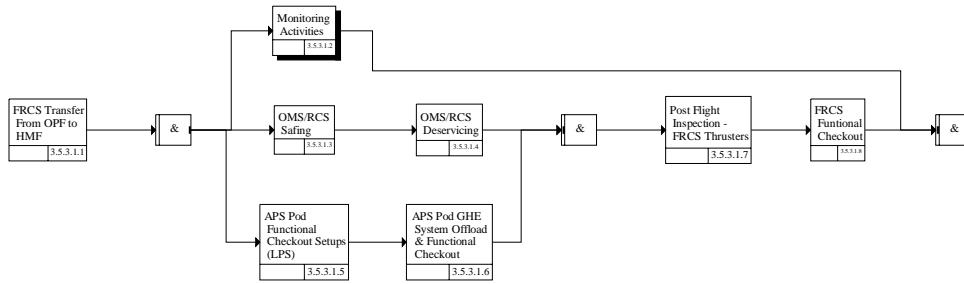 Monitoring
Activities
3.5.3.1.2
FRCS Transfer
From OPF to
HMF
3.5.3.1.1
&
OMS/RCS
Safing
3.5.3.1.3
OMS/RCS
Deservicing
3.5.3.1.4
&
Post Flight
Inspection -
FRCS Thrusters
3.5.3.1.7
FRCS
Funtional
Checkout
3.5.3.1.8
&
APS Pod
Functional
Checkout Setups
(LPS)
3.5.3.1.5
APS Pod GHE
System Offload
& Functional
Checkout
3.5.3.1.6